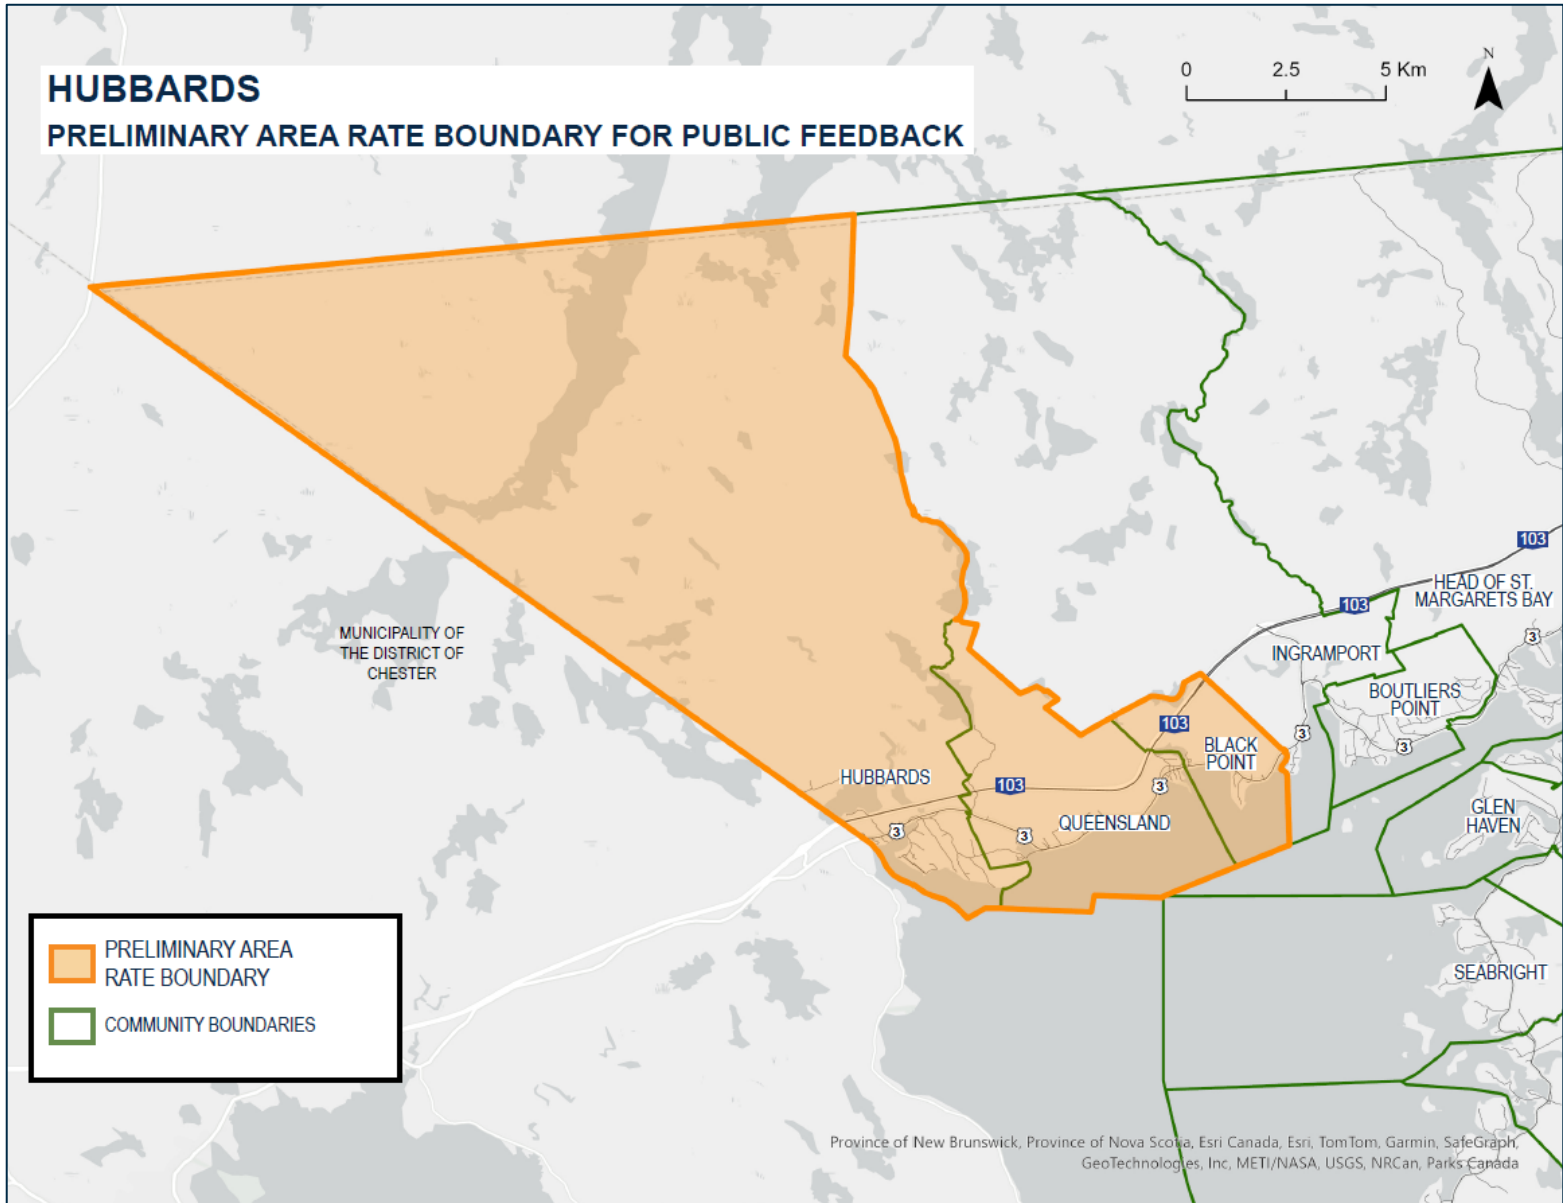 HUBBARDS
PRELIMINARY AREA RATE BOUNDARY FOR PUBLIC FEEDBACK
0 2.5 5 Km
N
103
HEAD OF ST.
MARGARETS BAY
103
3
MUNICIPALITY OF
THE DISTRICT OF
CHESTER
INGRAMPORT
BOUTLIERS
POINT
103
3
3
BLACK
POINT
HUBBARDS
103
3
GLEN
HAVEN
QUEENSLAND
3
3
PRELIMINARY AREA
RATE BOUNDARY
SEABRIGHT
COMMUNITY BOUNDARIES
Province of New Brunswick, Province of Nova Scotia, Esri Canada, Esri, TomTom, Garmin, SafeGraph,
GeoTechnologies, Inc, METI/NASA, USGS, NRCan, Parks Canada